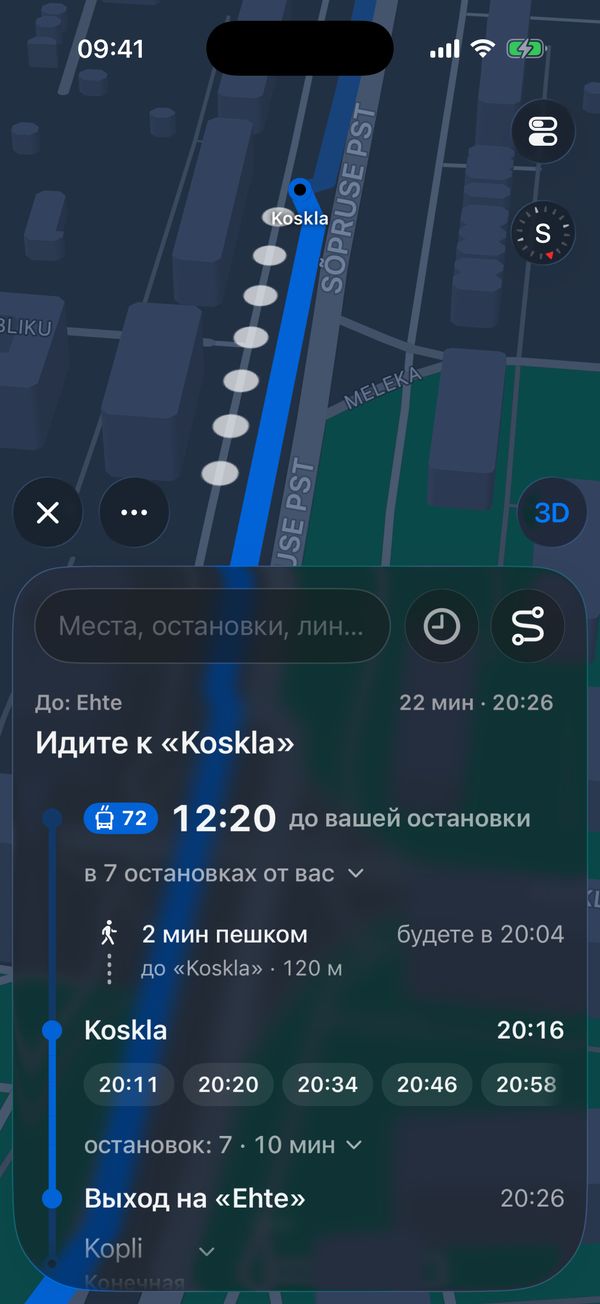 09:41
Koskla
SÕPRUSE PST
S
BLIKU
MELEKA
USE PST
3D
Места, остановки, лин...
До: Ehte
22 мин · 20:26
Идите к «Koskla»
72 12:20 до вашей остановки
в 7 остановках от вас
2 мин пешком
будете в 20:04
до «Koskla» · 120 м
Koskla
20:16
20:11 20:20 20:34 20:46 20:58
остановок: 7 · 10 мин
Выход на «Ehte»
20:26
Kopli
Конечная